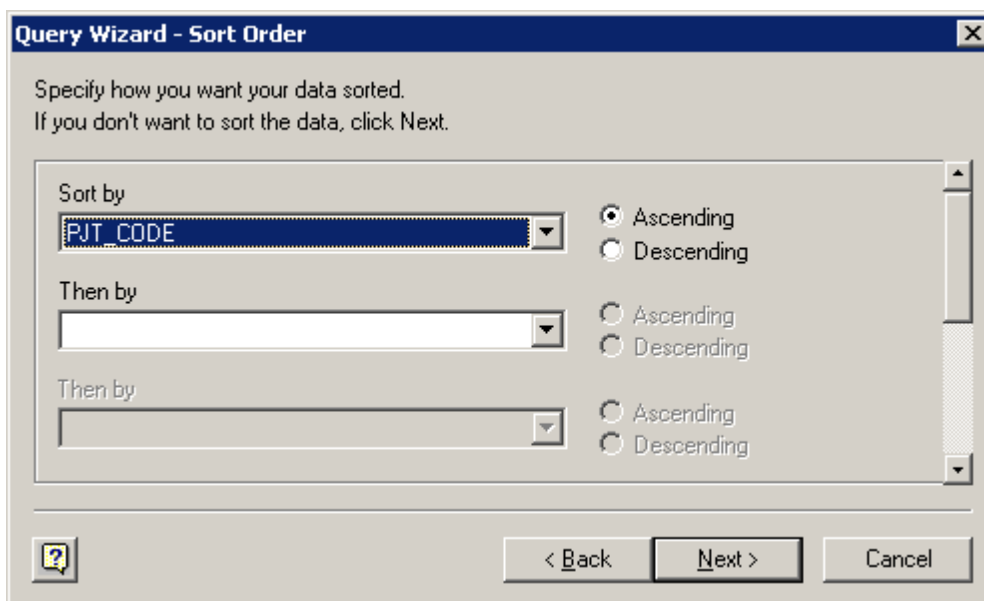 Query Wizard - Sort Order
Specify how you want your data sorted.
If you don't want to sort the data, click Next.
Sort by
PJT_CODE
Ascending
Descending
Then by
Ascending
Descending
Then by
Ascending
Descending
?
< Back
Next >
Cancel